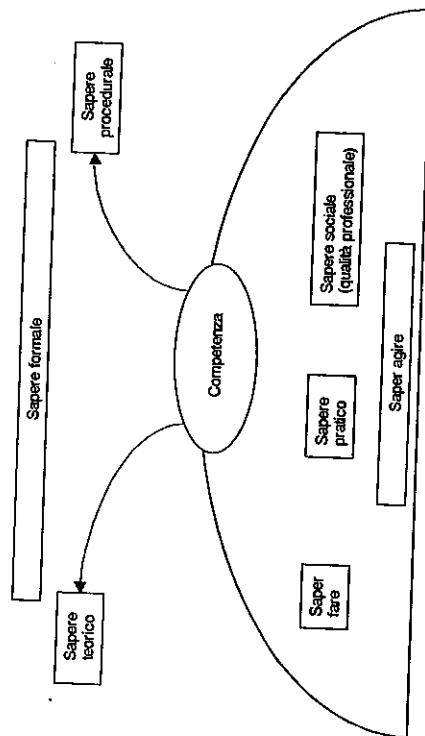 Sapere formale
Sapere
teorico
Sapere
procedurale
Competenza
Saper
fare
Sapere
pratico
Sapere sociale
(qualità professionale)
Saper agire